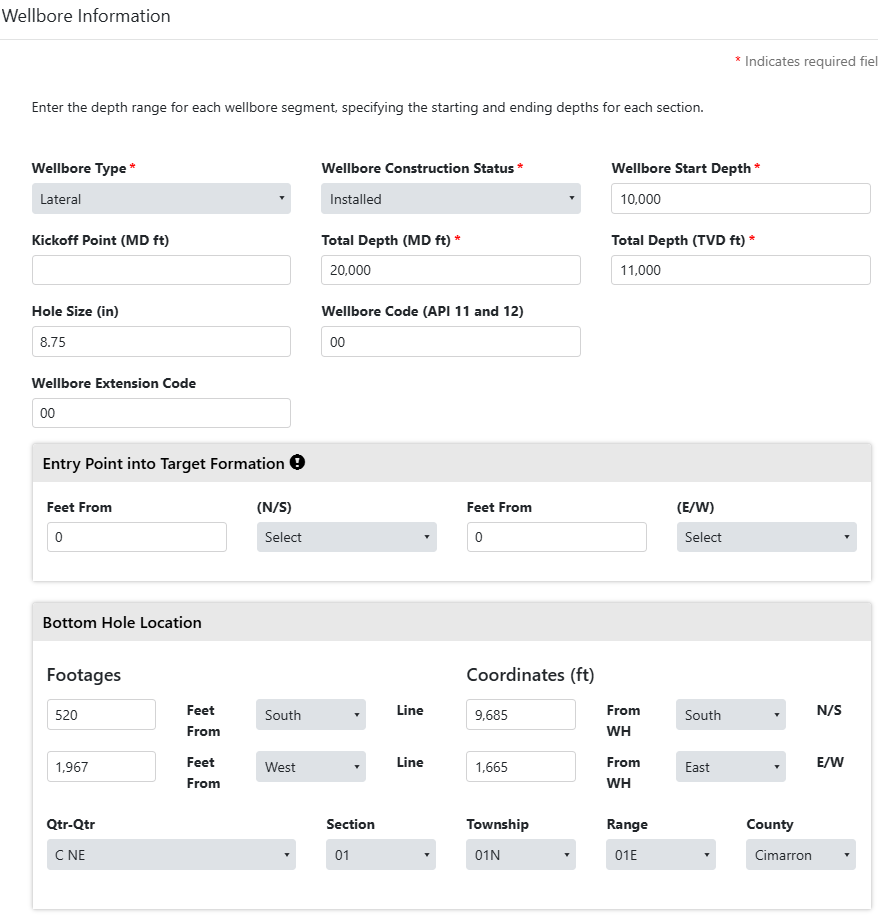 Wellbore Information
* Indicates required fiel
Enter the depth range for each wellbore segment, specifying the starting and ending depths for each section.
Wellbore Type * Wellbore Construction Status * Wellbore Start Depth *
Lateral Installed 10,000
Kickoff Point (MD ft) Total Depth (MD ft) * Total Depth (TVD ft) *
20,000 11,000
Hole Size (in) Wellbore Code (API 11 and 12)
8.75 00
Wellbore Extension Code
00
Entry Point into Target Formation
Feet From (N/S) Feet From (E/W)
0 Select 0 Select
Bottom Hole Location
Footages Coordinates (ft)
520 Feet From South Line 9,685 From WH South N/S
1,967 Feet From West Line 1,665 From WH East E/W
Qtr-Qtr Section Township Range County
C NE 01 01N 01E Cimarron